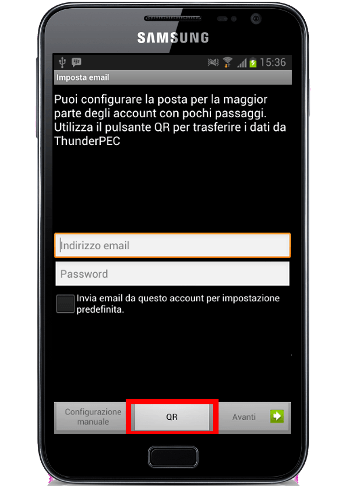 SAMSUNG
15:36
Imposta email
Puoi configurare la posta per la maggior
parte degli account con pochi passaggi.
Utilizza il pulsante QR per trasferire i dati da
ThunderPEC
Indirizzo email
Password
Invia email da questo account per impostazione
predefinita.
Configurazione
manuale
QR
Avanti